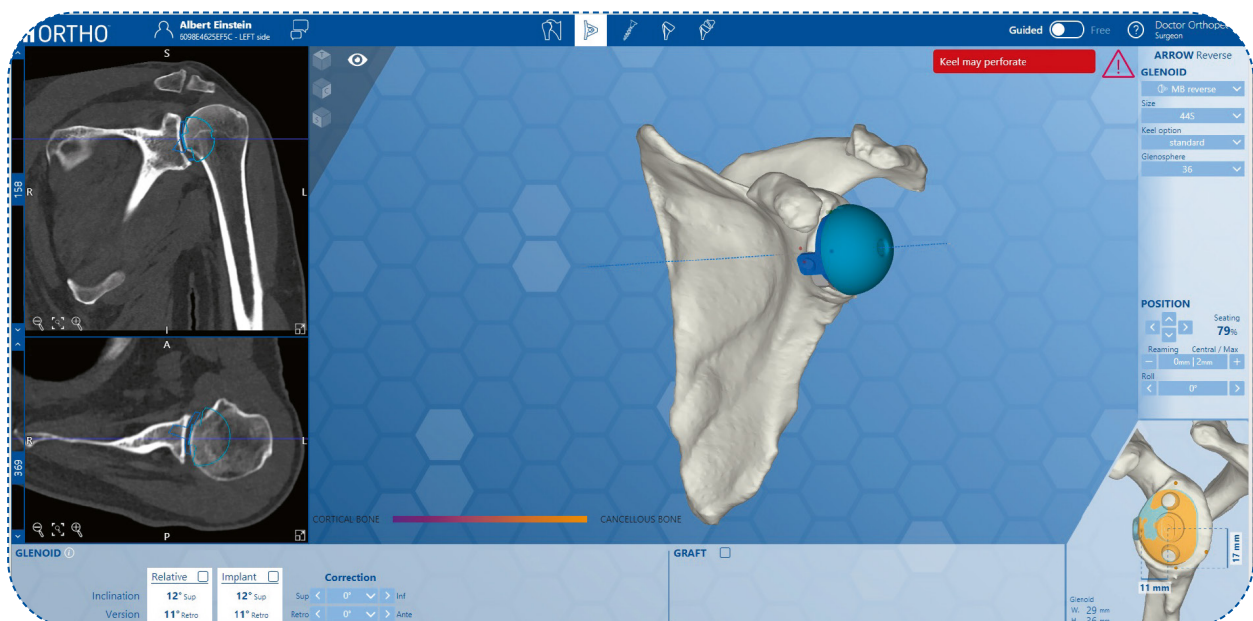 ORTHO
Albert Einstein
6098E4625EF5C - LEFT side
Guided Free
?
Doctor Orthope
Surgeon
Keel may perforate
ARROW Reverse
GLENOID
MB reverse
Size
44S
Keel option
standard
Glenosphere
36
S
158
R
L
I
A
369
R
L
P
POSITION
Seating
79%
Reaming Central / Max
− 0mm | 2mm +
Roll
0°
CORTICAL BONE
CANCELLOUS BONE
17 mm
11 mm
Glenoid
W. 29 mm
H. 36 mm
GLENOID
Relative Implant Correction
Inclination 12° Sup 12° Sup Sup 0° Inf
Version 11° Retro 11° Retro Retro 0° Ante
GRAFT